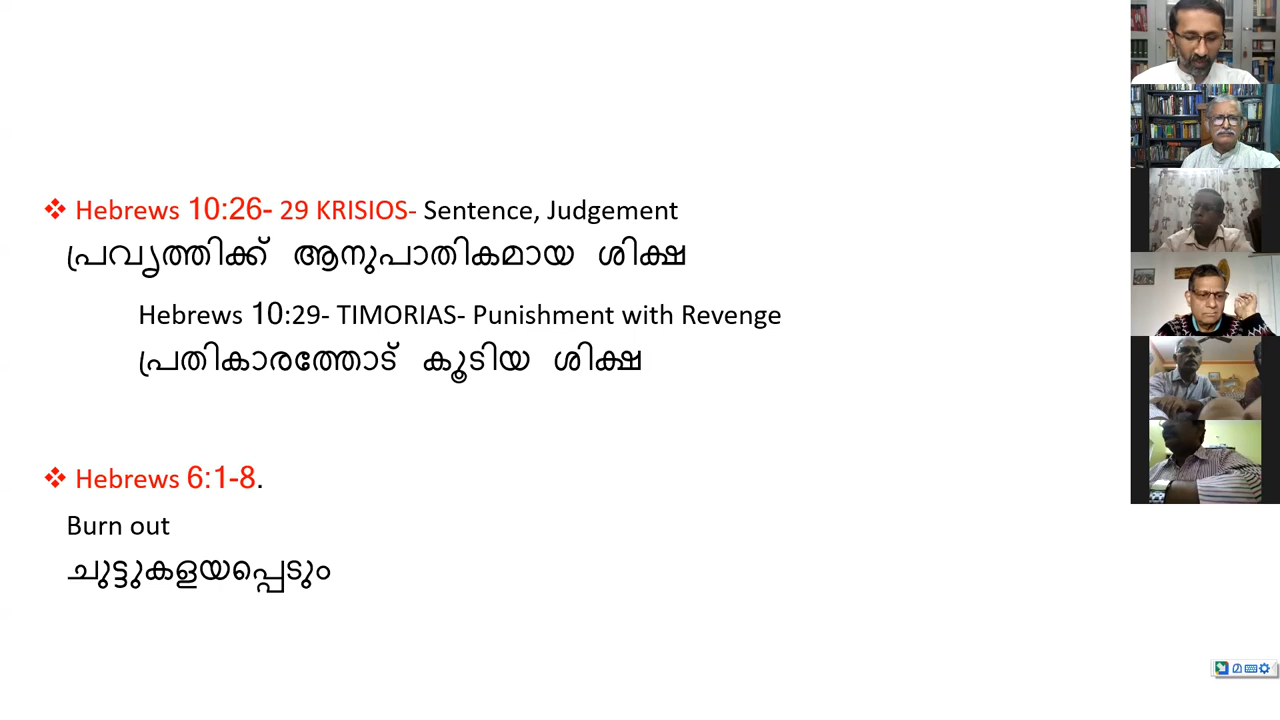 ❖ Hebrews 10:26- 29 KRISIOS- Sentence, Judgement
പ്രവൃത്തിക്ക് ആനുപാതികമായ ശിക്ഷ
Hebrews 10:29- TIMORIAS- Punishment with Revenge
പ്രതികാരത്തോട് കൂടിയ ശിക്ഷ
❖ Hebrews 6:1-8.
Burn out
ചുട്ടുകളയപ്പെടും